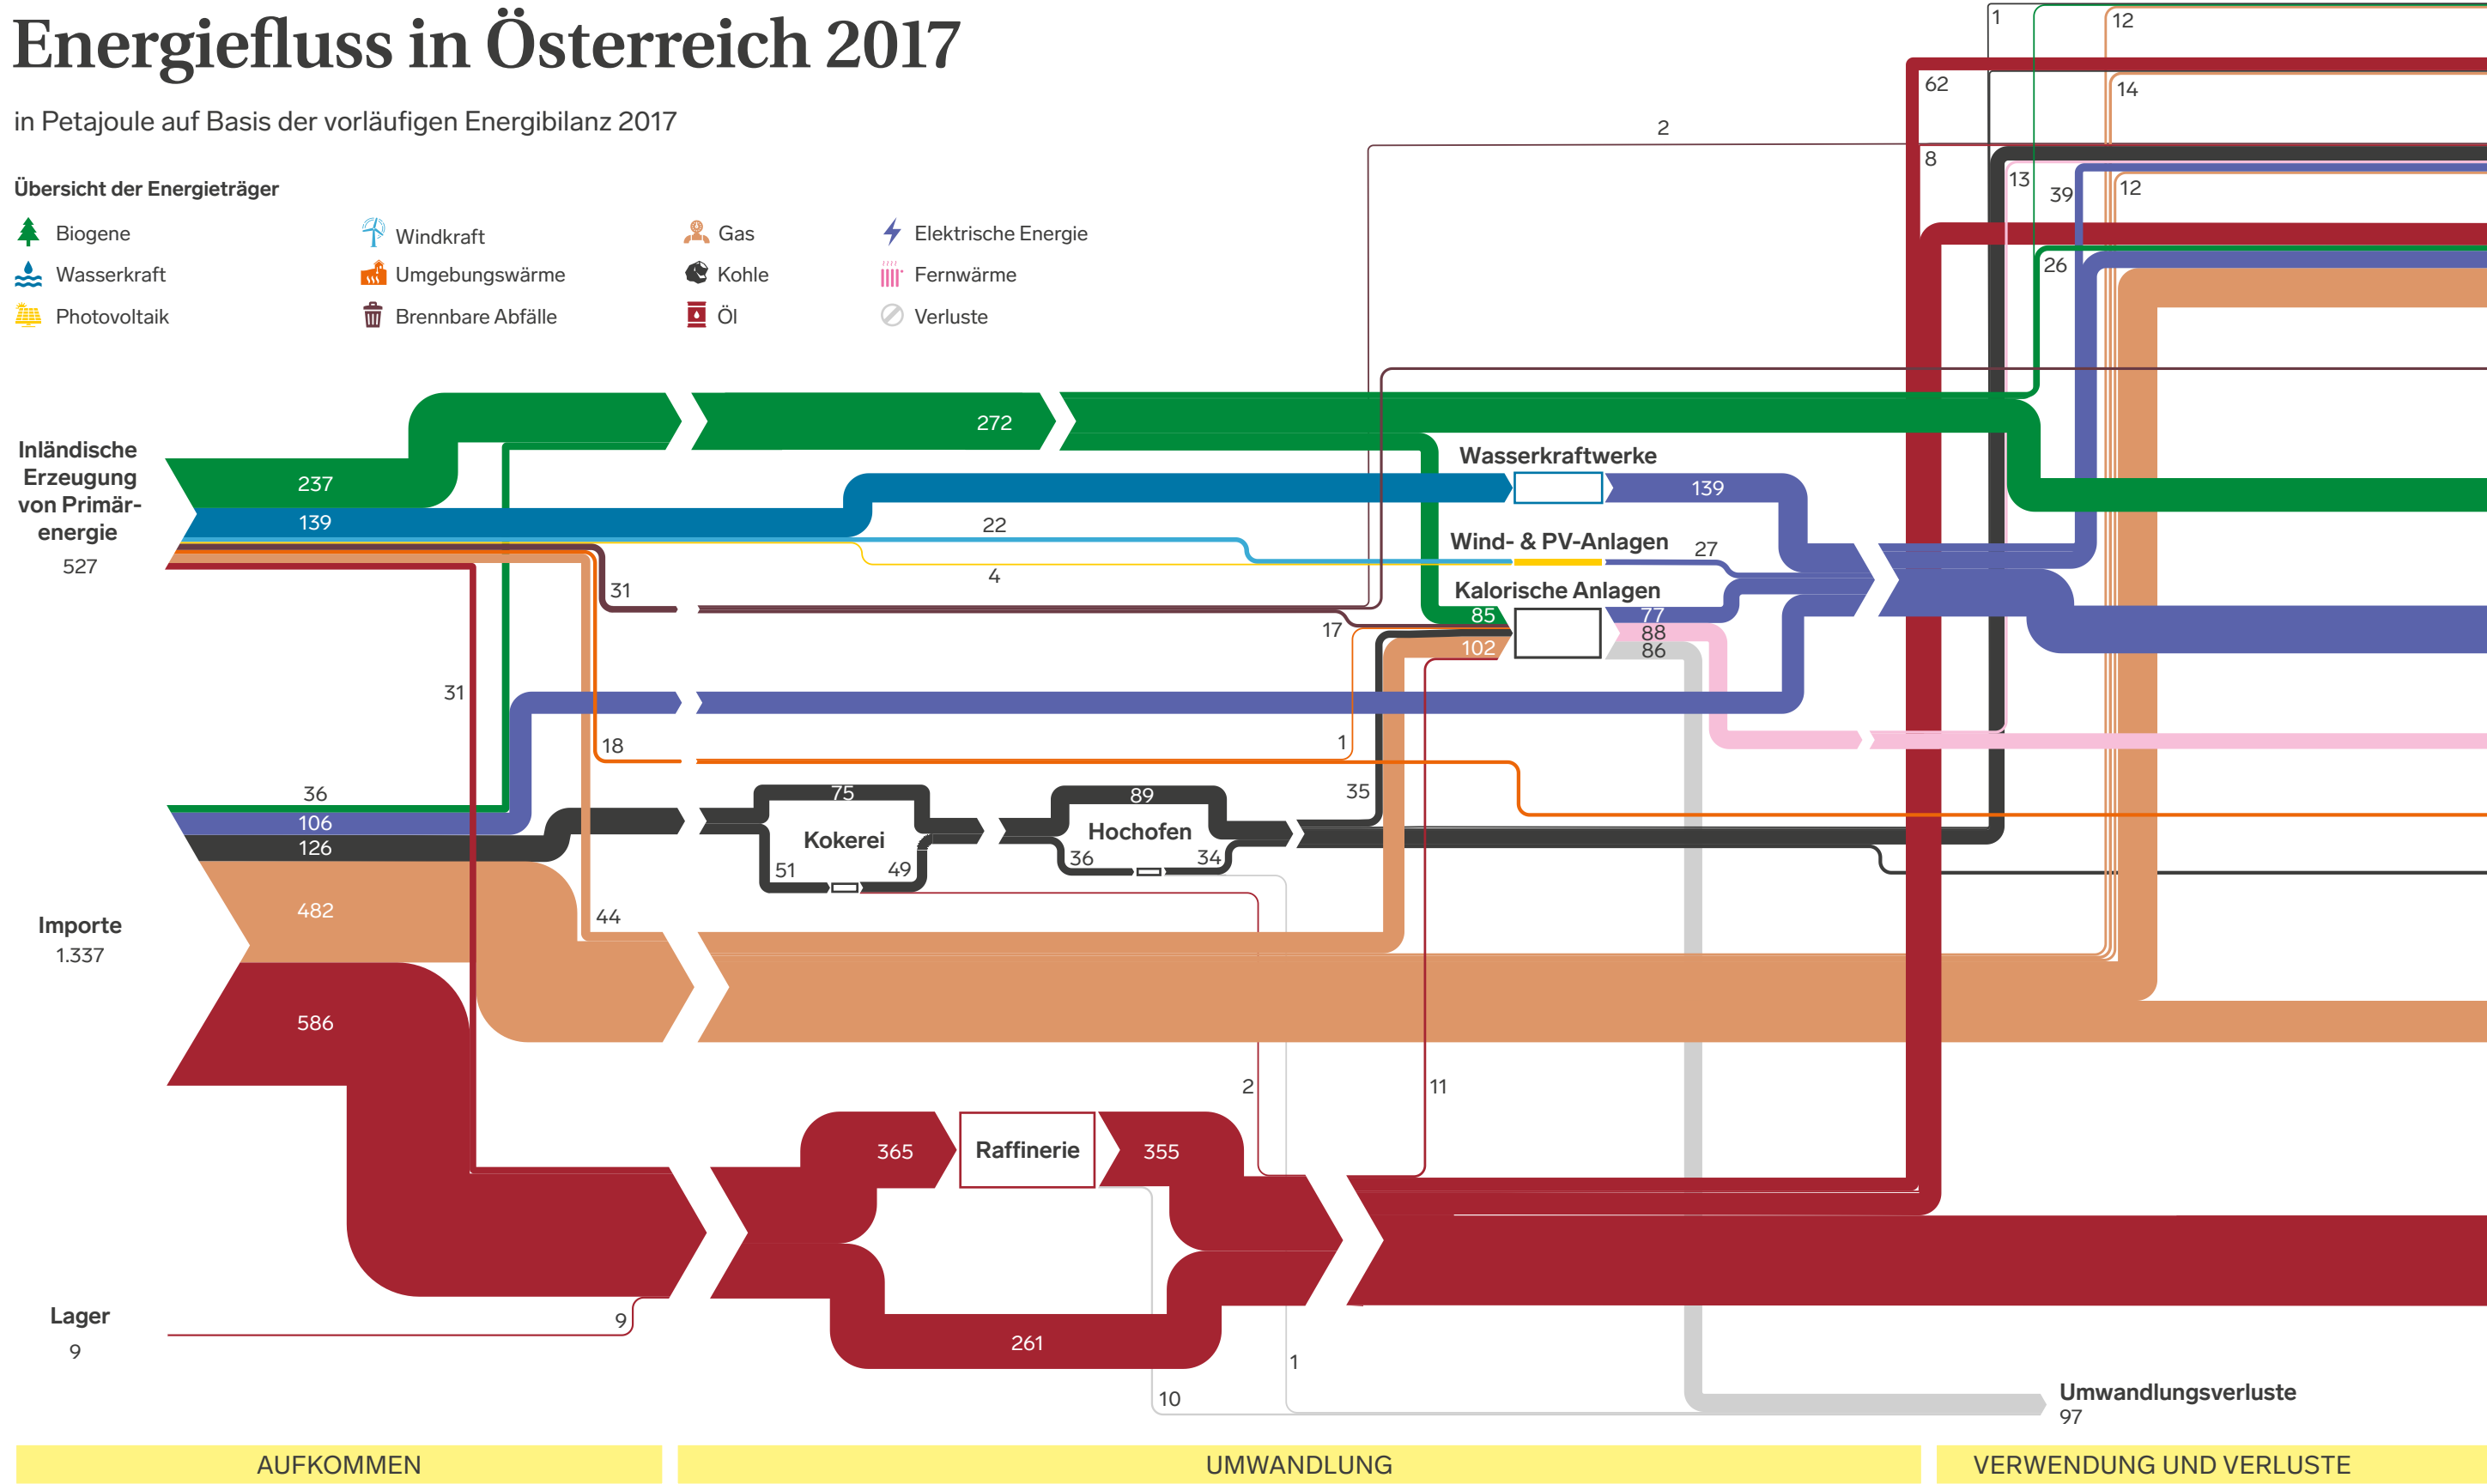 Energiefluss in Österreich 2017
in Petajoule auf Basis der vorläufigen Energibilanz 2017
Übersicht der Energieträger
Biogene
Windkraft
Gas
Elektrische Energie
Wasserkraft
Umgebungswärme
Kohle
Fernwärme
Photovoltaik
Brennbare Abfälle
Öl
Verluste
1
12
62
14
2
8
13
39
12
26
Inländische
Erzeugung
von Primär-
energie
527
237
139
272
22
4
31
31
18
Wasserkraftwerke
139
Wind- & PV-Anlagen
27
Kalorische Anlagen
85
17
102
77
88
86
1
35
36
106
126
482
586
Importe
1.337
44
75
Kokerei
51
49
89
Hochofen
36
34
2
11
365
Raffinerie
355
261
Lager
9
9
10
1
Umwandlungsverluste
97
AUFKOMMEN
UMWANDLUNG
VERWENDUNG UND VERLUSTE